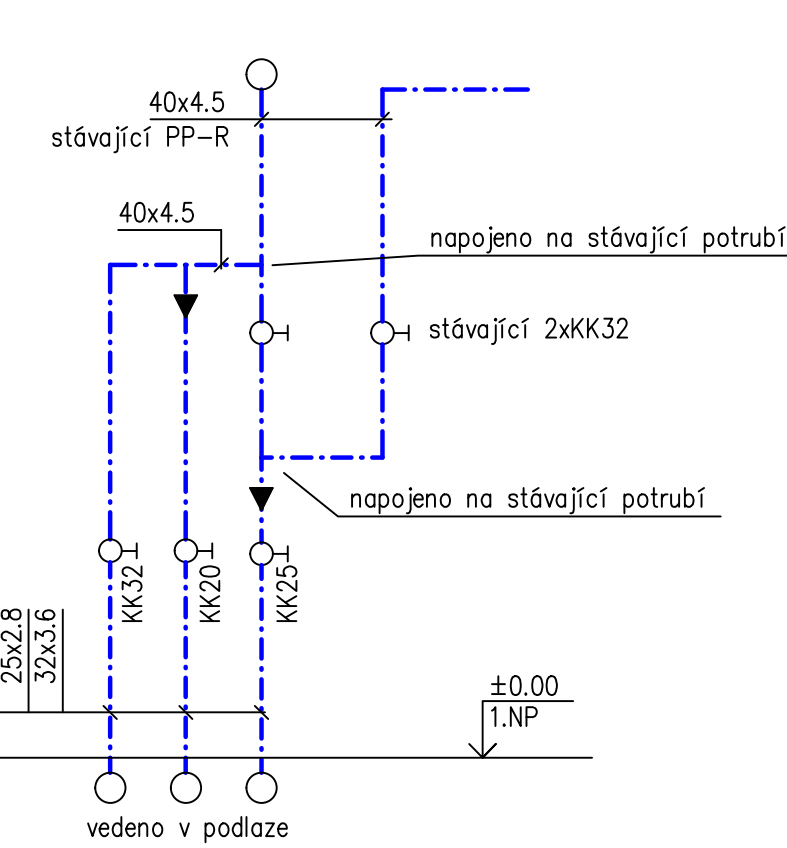 40x4.5
stávající PP-R
40x4.5
napojeno na stávající potrubí
stávající 2xKK32
napojeno na stávající potrubí
KK32
KK20
KK25
25x2.8
32x3.6
±0.00
1.NP
vedeno v podlaze